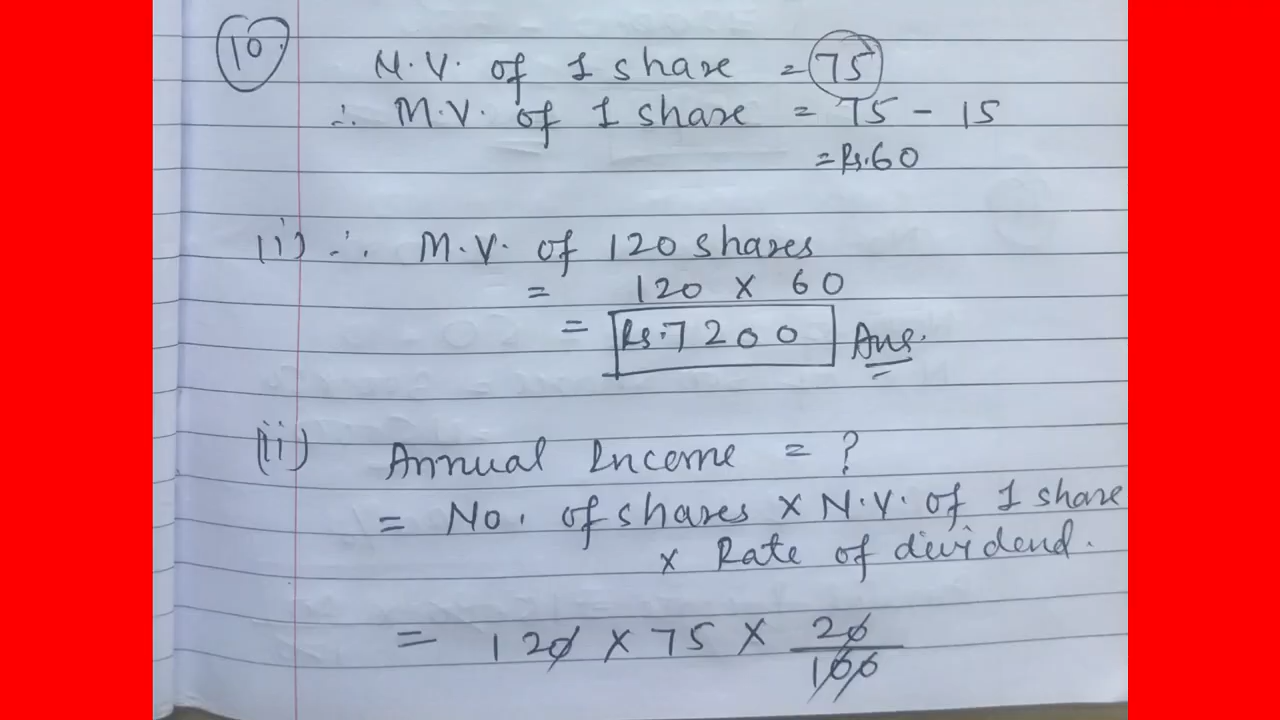 10.
N.V. of 1 share = 75
∴ M.V. of 1 share = 75 - 15
= Rs.60
(i) ∴ M.V. of 120 shares
= 120 x 60
= Rs.7200 Ans.
(ii) Annual Income = ?
= No. of shares x N.V. of 1 share
x Rate of dividend.
= 120 x 75 x 20/100